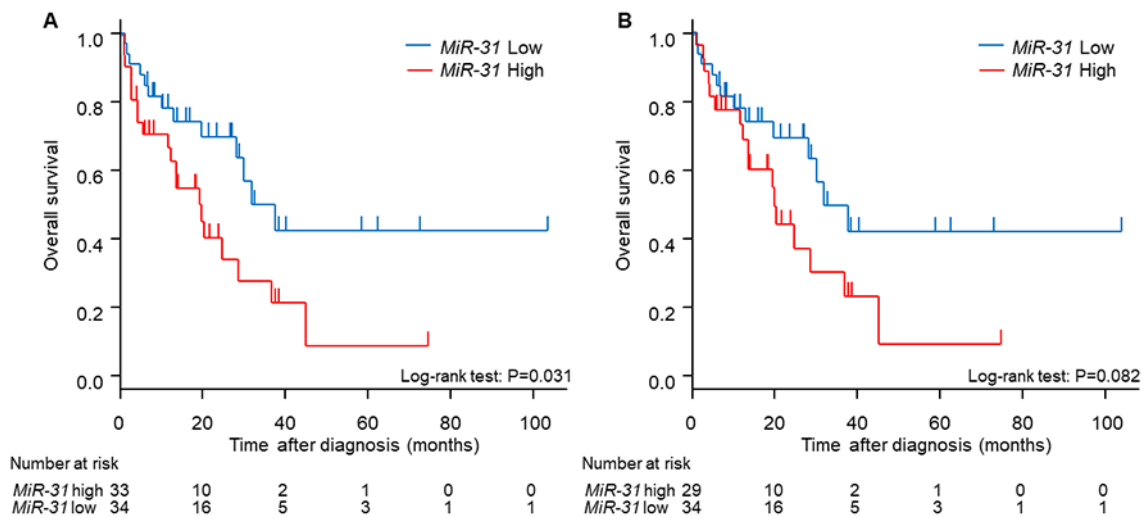 A
1.0
0.8
0.6
0.4
0.2
0.0
Overall survival
MiR-31 Low
MiR-31 High
Log-rank test: P=0.031
0 20 40 60 80 100
Time after diagnosis (months)
Number at risk
MiR-31 high 33 10 2 1 0 0
MiR-31 low 34 16 5 3 1 1
B
1.0
0.8
0.6
0.4
0.2
0.0
Overall survival
MiR-31 Low
MiR-31 High
Log-rank test: P=0.082
0 20 40 60 80 100
Time after diagnosis (months)
Number at risk
MiR-31 high 29 10 2 1 0 0
MiR-31 low 34 16 5 3 1 1